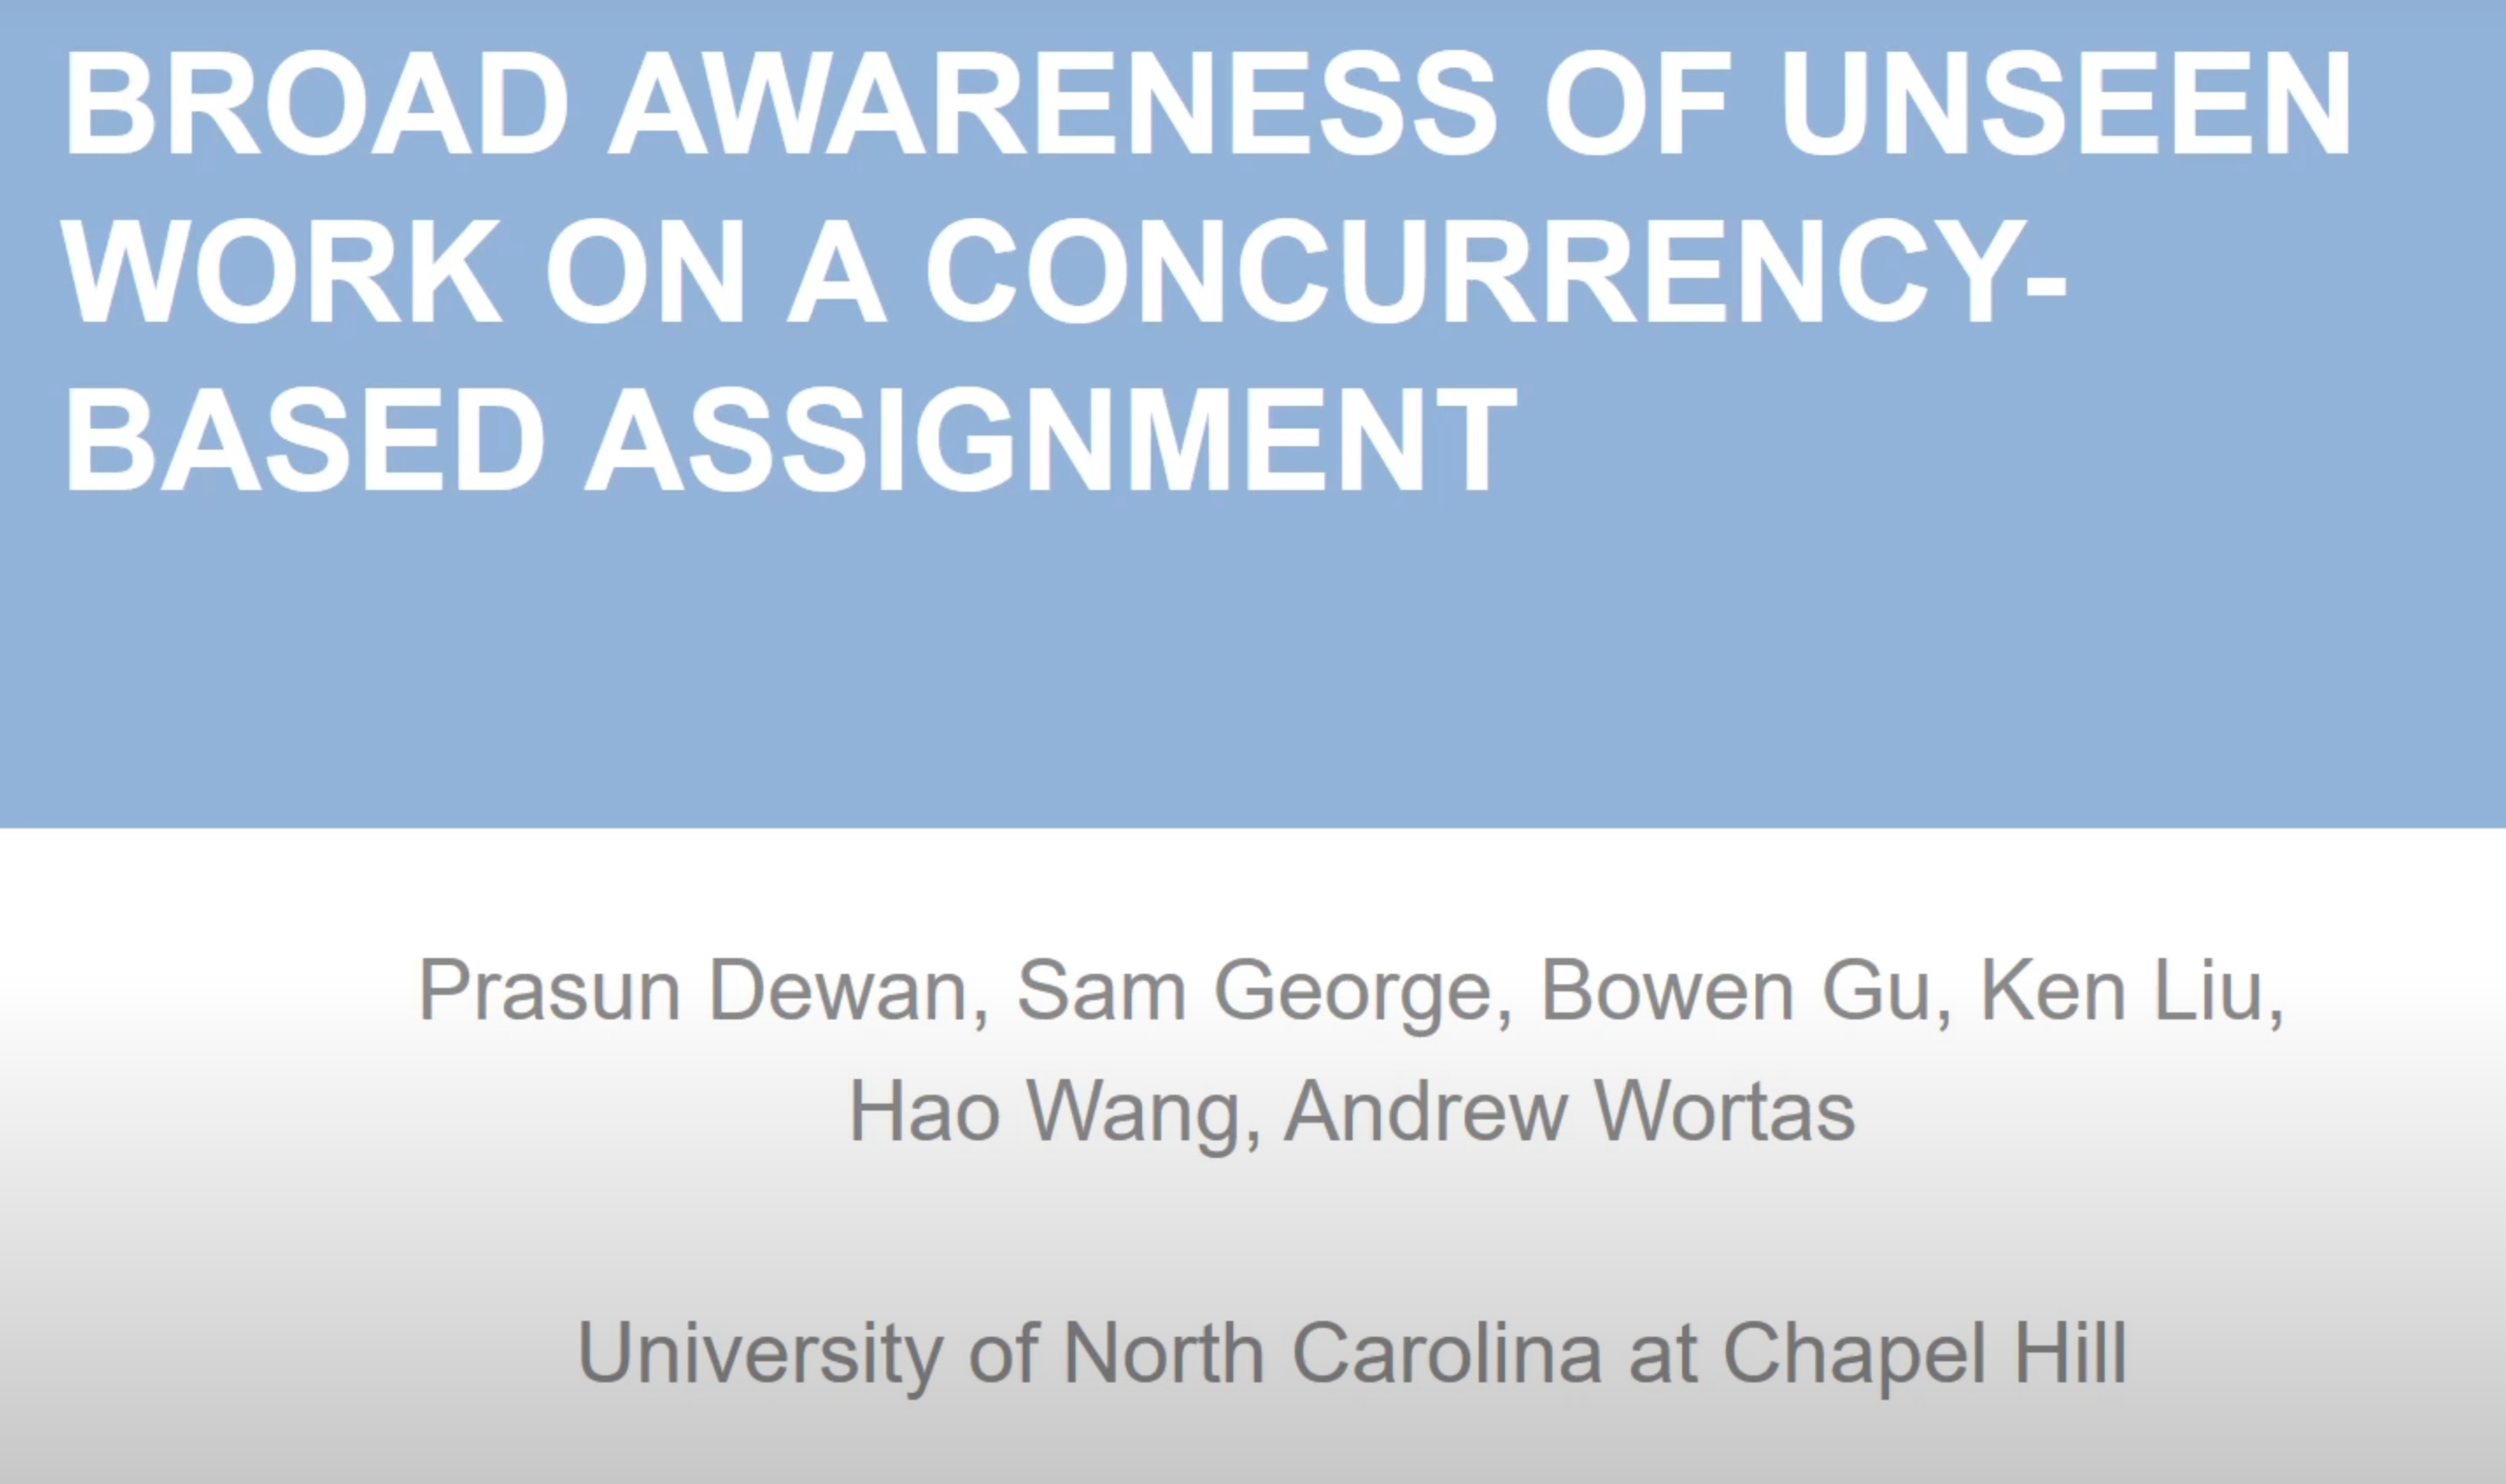 BROAD AWARENESS OF UNSEEN
WORK ON A CONCURRENCY-
BASED ASSIGNMENT
Prasun Dewan, Sam George, Bowen Gu, Ken Liu,
Hao Wang, Andrew Wortas
University of North Carolina at Chapel Hill